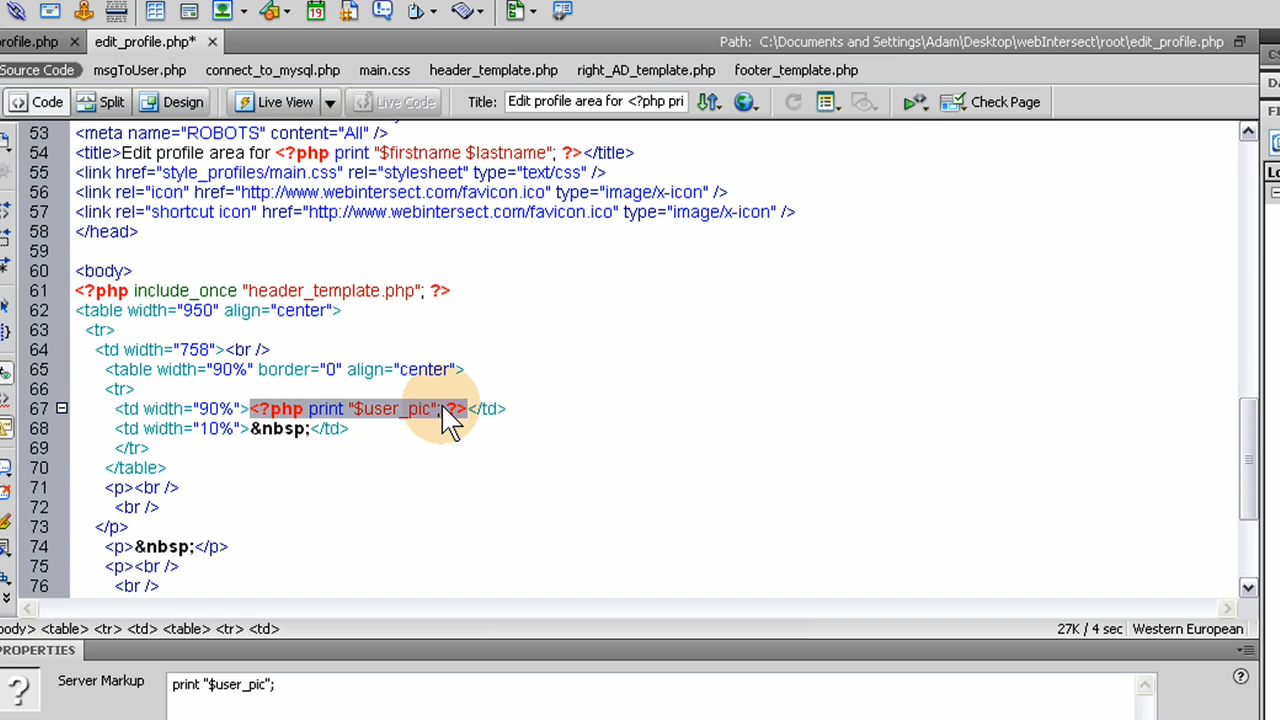 rofile.php
edit_profile.php*
Path: C:\Documents and Settings\Adam\Desktop\webIntersect\root\edit_profile.php
Source Code msgToUser.php connect_to_mysql.php main.css header_template.php right_AD_template.php footer_template.php
Code Split Design Live View Live Code Title: Edit profile area for <?php pri Check Page
53 <meta name="ROBOTS" content="All" />
54 <title>Edit profile area for <?php print "$firstname $lastname"; ?></title>
55 <link href="style_profiles/main.css" rel="stylesheet" type="text/css" />
56 <link rel="icon" href="http://www.webintersect.com/favicon.ico" type="image/x-icon" />
57 <link rel="shortcut icon" href="http://www.webintersect.com/favicon.ico" type="image/x-icon" />
58 </head>
59
60 <body>
61 <?php include_once "header_template.php"; ?>
62 <table width="950" align="center">
63 <tr>
64 <td width="758"><br />
65 <table width="90%" border="0" align="center">
66 <tr>
67 <td width="90%"><?php print "$user_pic"; ?></td>
68 <td width="10%">&nbsp;</td>
69 </tr>
70 </table>
71 <p><br />
72 <br />
73 </p>
74 <p>&nbsp;</p>
75 <p><br />
76 <br />
body> <table> <tr> <td> <table> <tr> <td>
27K / 4 sec Western European
PROPERTIES
Server Markup
print "$user_pic";
19